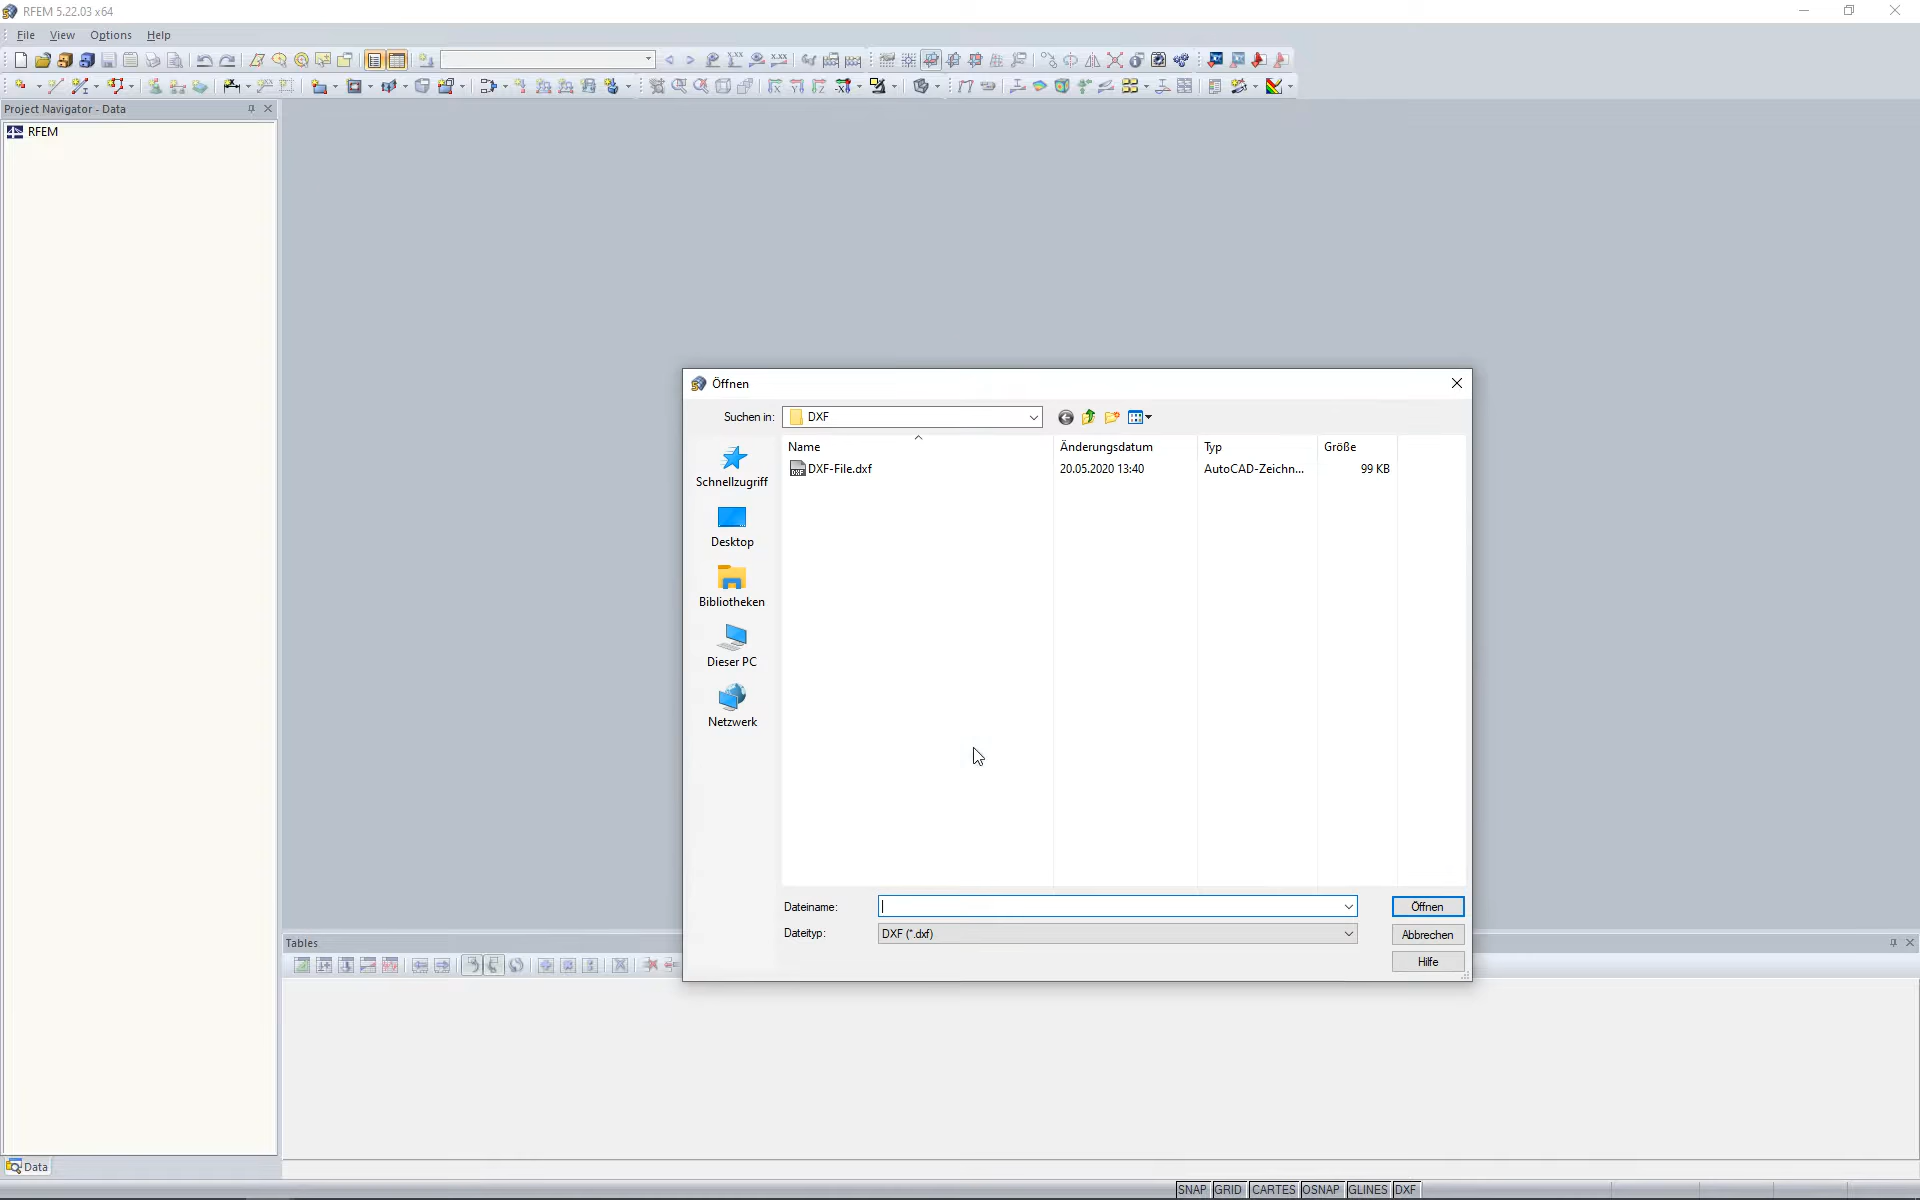 RFEM 5.22.03 x64
File View Options Help
Project Navigator - Data
RFEM
Öffnen
Suchen in: DXF
Name Änderungsdatum Typ Größe
DXF-File.dxf 20.05.2020 13:40 AutoCAD-Zeichn... 99 KB
Schnellzugriff
Desktop
Bibliotheken
Dieser PC
Netzwerk
Dateiname: Öffnen
Dateityp: DXF (*.dxf) Abbrechen
Hilfe
Tables
Data
SNAP GRID CARTES OSNAP GLINES DXF